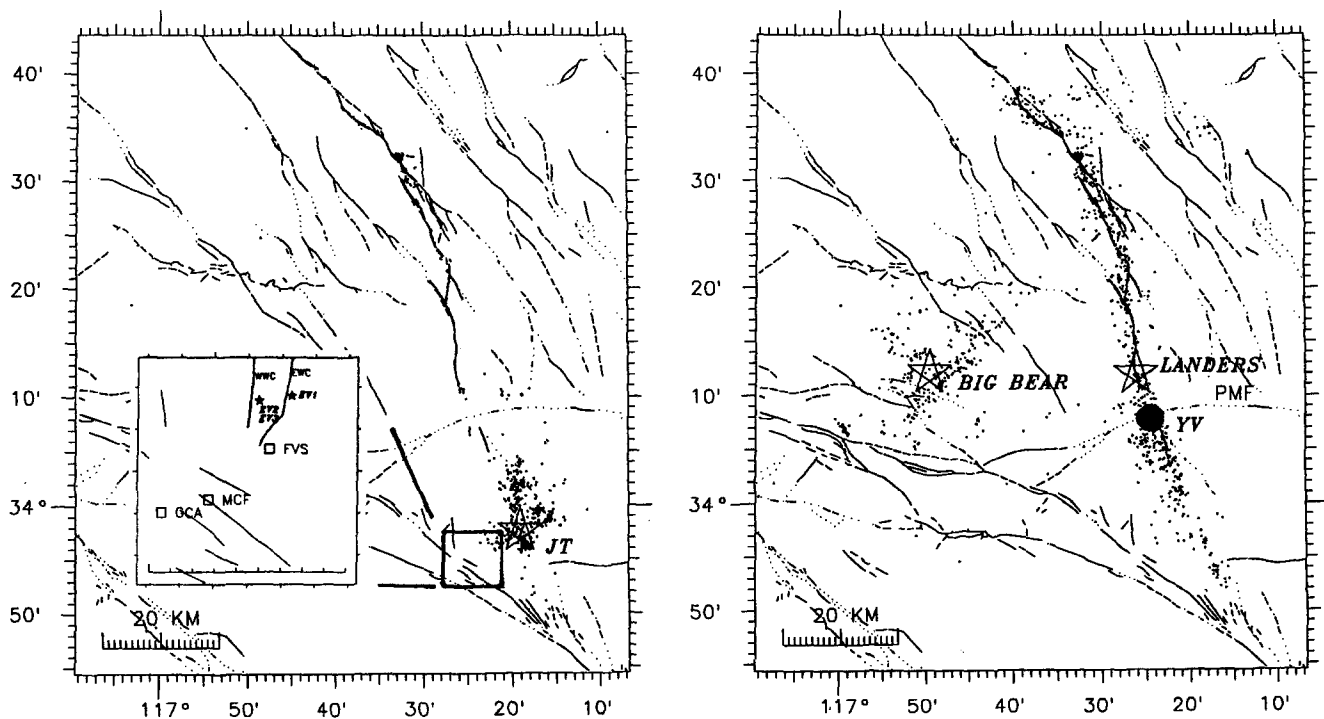 40'
30'
20'
10'
34°
50'
117°
50'
40'
30'
20'
10'
WWC
EWC
EV1
EV2
EV3
FVS
MCF
GCA
JT
20 KM
40'
30'
20'
10'
34°
50'
117°
50'
40'
30'
20'
10'
BIG BEAR
LANDERS
PMF
YV
20 KM